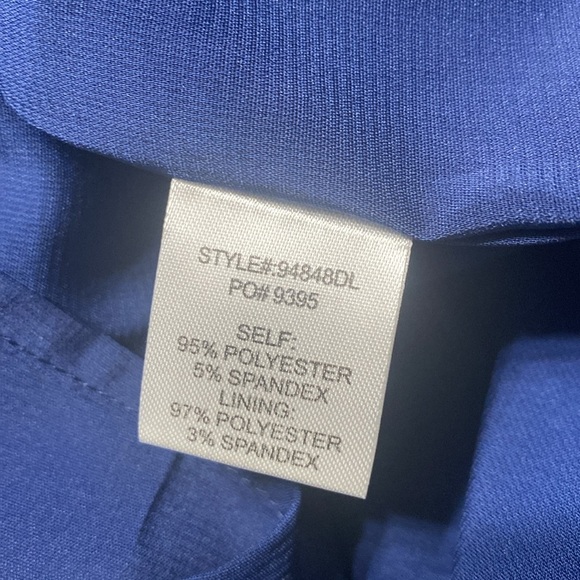 STYLE#:94848DL
PO# 9395
SELF:
95% POLYESTER
5% SPANDEX
LINING:
97% POLYESTER
3% SPANDEX